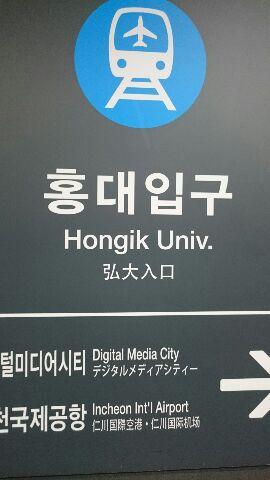 홍대입구
Hongik Univ.
弘大入口
털미디어시티 Digital Media City
デジタルメディアシティー
천국제공항 Incheon Int'l Airport
仁川国際空港・仁川国际机场